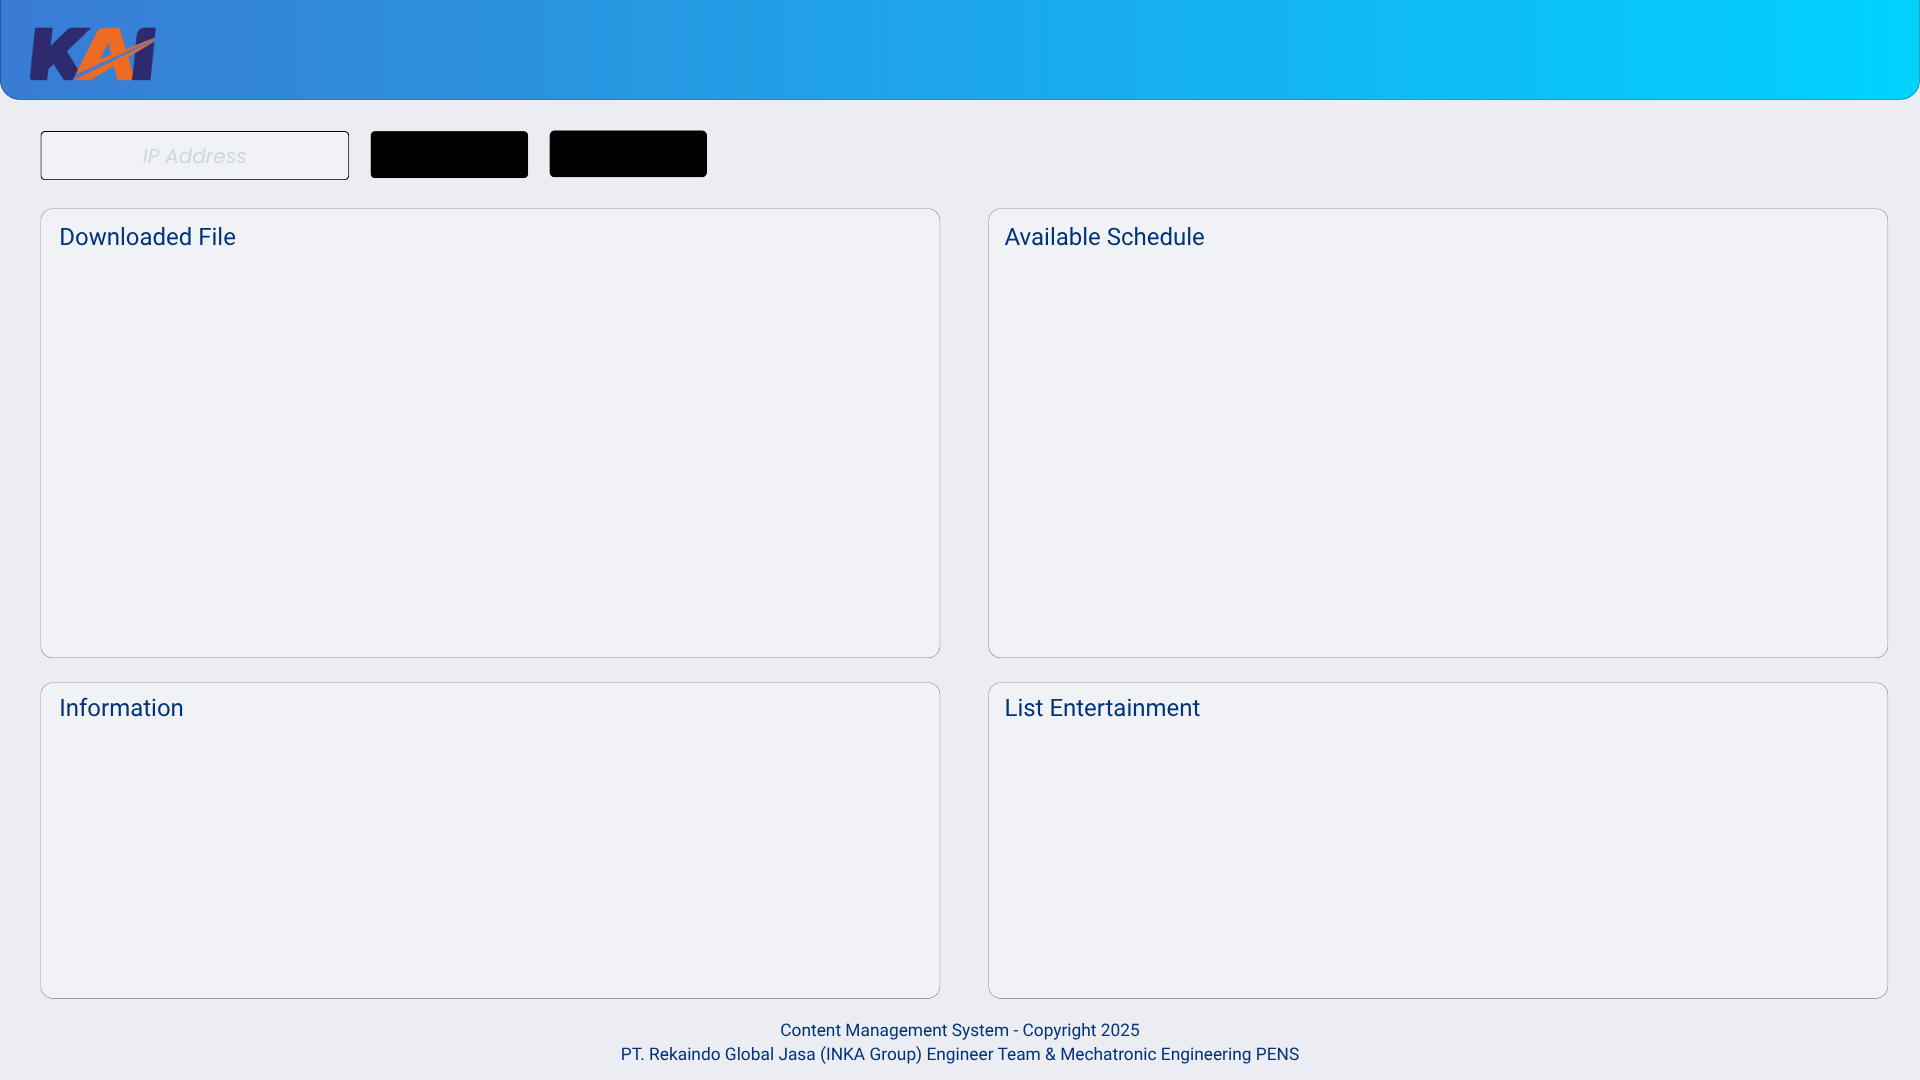 KAI
IP Address
Downloaded File
Available Schedule
Information
List Entertainment
Content Management System - Copyright 2025
PT. Rekaindo Global Jasa (INKA Group) Engineer Team & Mechatronic Engineering PENS